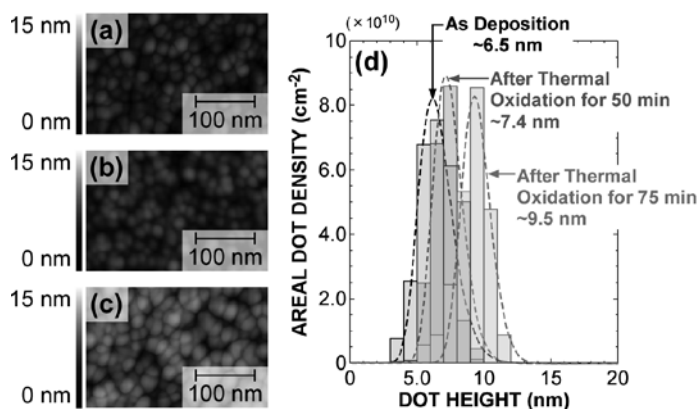 15 nm
(a)
0 nm
100 nm
15 nm
(b)
0 nm
100 nm
15 nm
(c)
0 nm
100 nm
(× 10¹⁰)
As Deposition
~6.5 nm
(d)
After Thermal
Oxidation for 50 min
~7.4 nm
After Thermal
Oxidation for 75 min
~9.5 nm
AREAL DOT DENSITY (cm⁻²)
10
8.0
6.0
4.0
2.0
0
0 5.0 10 15 20
DOT HEIGHT (nm)